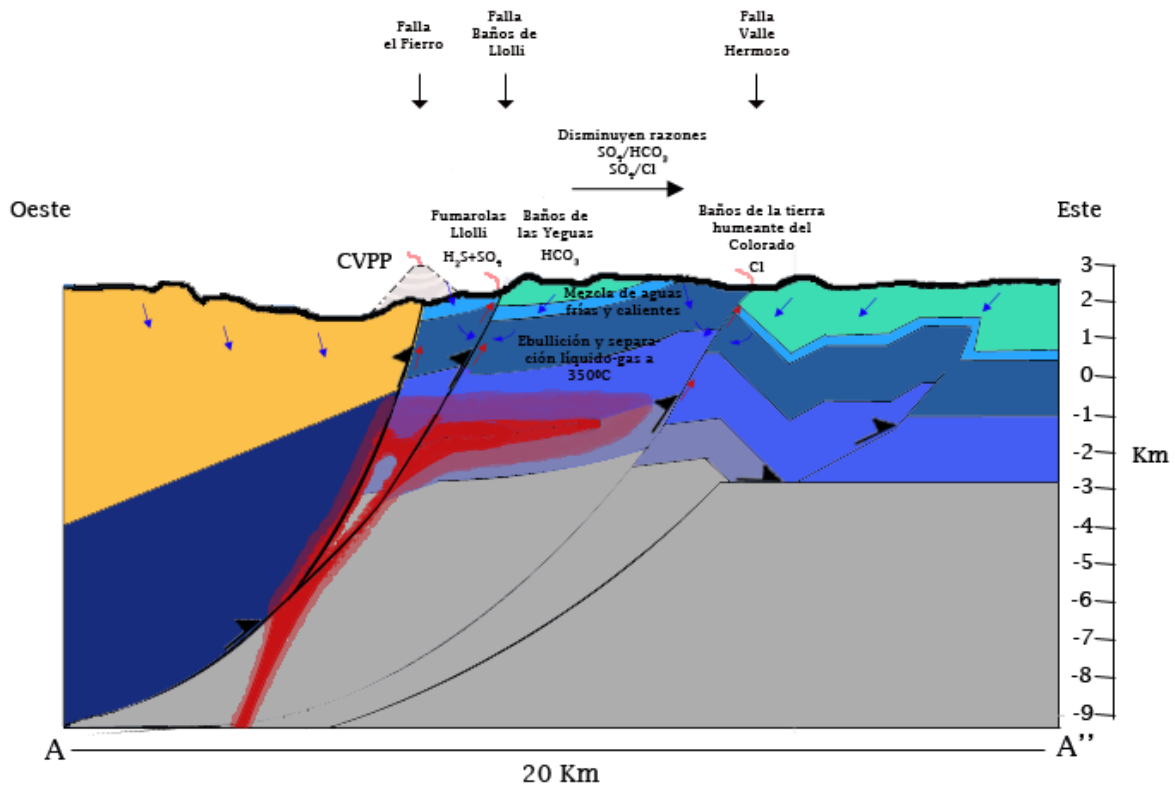 Falla
el Fierro
Falla
Baños de
Llolli
Falla
Valle
Hermoso
Disminuyen razones
SO₄/HCO₃
SO₄/Cl
Oeste
Este
Fumarolas
Llolli
H₂S+SO₄
Baños de
las Yeguas
HCO₃
Baños de la tierra
humeante del
Colorado
Cl
CVPP
Mezcla de aguas
frías y calientes
Ebullición y separa-
ción líquido-gas a
350ºC
3
2
1
0
-1
-2
-3
-4
-5
-6
-7
-8
-9
Km
A
A’’
20 Km